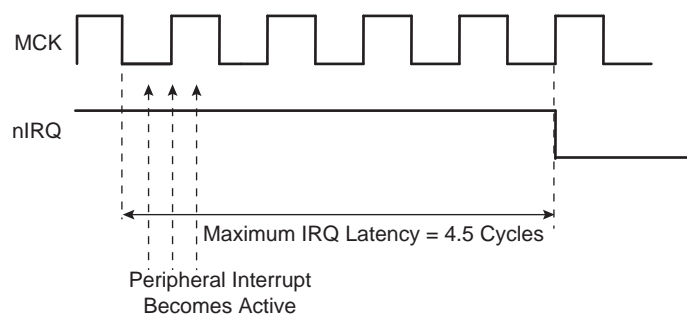 MCK
nIRQ
Maximum IRQ Latency = 4.5 Cycles
Peripheral Interrupt
Becomes Active